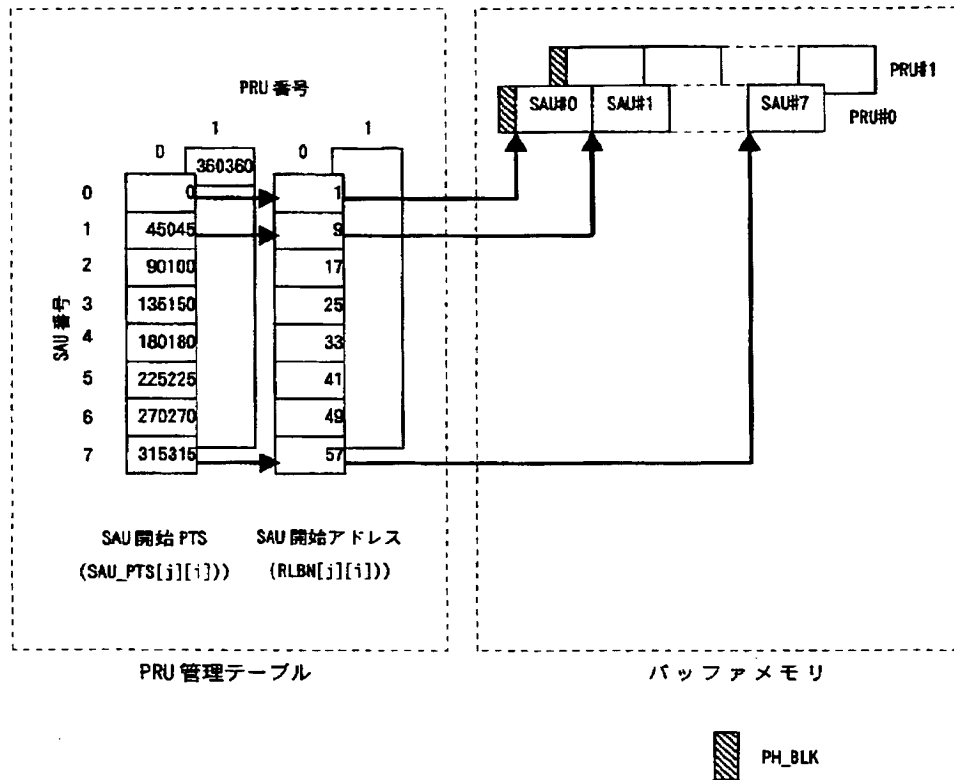 PRU 番号
0 1 0 1
360360
0 0 1
1 45045 9
2 90100 17
3 135150 25
4 180180 33
5 225225 41
6 270270 49
7 315315 57
SAU 番号
SAU 開始 PTS
(SAU_PTS[j][i]))
SAU 開始アドレス
(RLBN[j][i]))
PRU 管理テーブル
PRU#1
SAU#0 SAU#1 SAU#7
PRU#0
バッファメモリ
PH_BLK